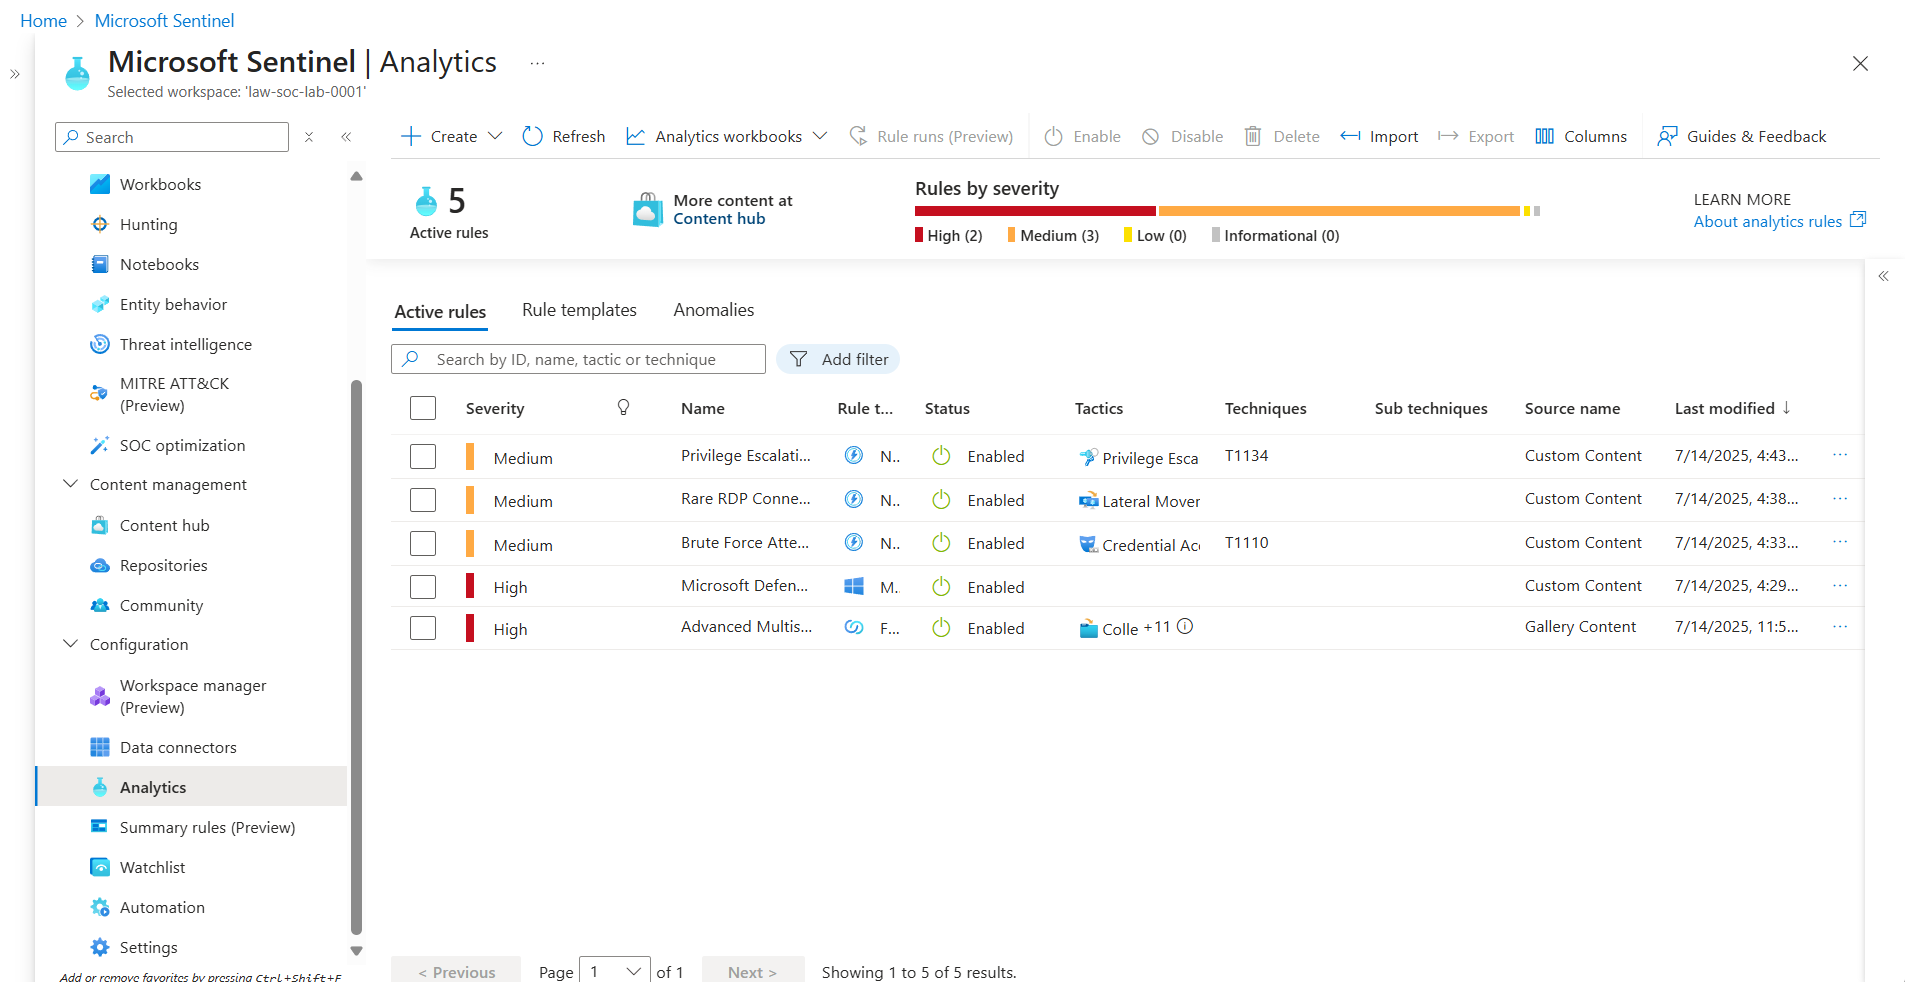 Home > Microsoft Sentinel
Microsoft Sentinel | Analytics ...
Selected workspace: 'law-soc-lab-0001'
Search
Workbooks
Hunting
Notebooks
Entity behavior
Threat intelligence
MITRE ATT&CK
(Preview)
SOC optimization
Content management
Content hub
Repositories
Community
Configuration
Workspace manager
(Preview)
Data connectors
Analytics
Summary rules (Preview)
Watchlist
Automation
Settings
Add or remove favorites by pressing Ctrl+Shift+F
Create Refresh Analytics workbooks Rule runs (Preview) Enable Disable Delete Import Export Columns Guides & Feedback
5
Active rules
More content at
Content hub
Rules by severity
High (2) Medium (3) Low (0) Informational (0)
LEARN MORE
About analytics rules
Active rules Rule templates Anomalies
Search by ID, name, tactic or technique Add filter
Severity Name Rule t... Status Tactics Techniques Sub techniques Source name Last modified ↓
Medium Privilege Escalati... N.. Enabled Privilege Esca T1134 Custom Content 7/14/2025, 4:43... ...
Medium Rare RDP Conne... N.. Enabled Lateral Mover Custom Content 7/14/2025, 4:38... ...
Medium Brute Force Atte... N.. Enabled Credential Acc T1110 Custom Content 7/14/2025, 4:33... ...
High Microsoft Defen... M. Enabled Custom Content 7/14/2025, 4:29... ...
High Advanced Multis... F... Enabled Colle +11 Gallery Content 7/14/2025, 11:5... ...
< Previous Page 1 of 1 Next > Showing 1 to 5 of 5 results.